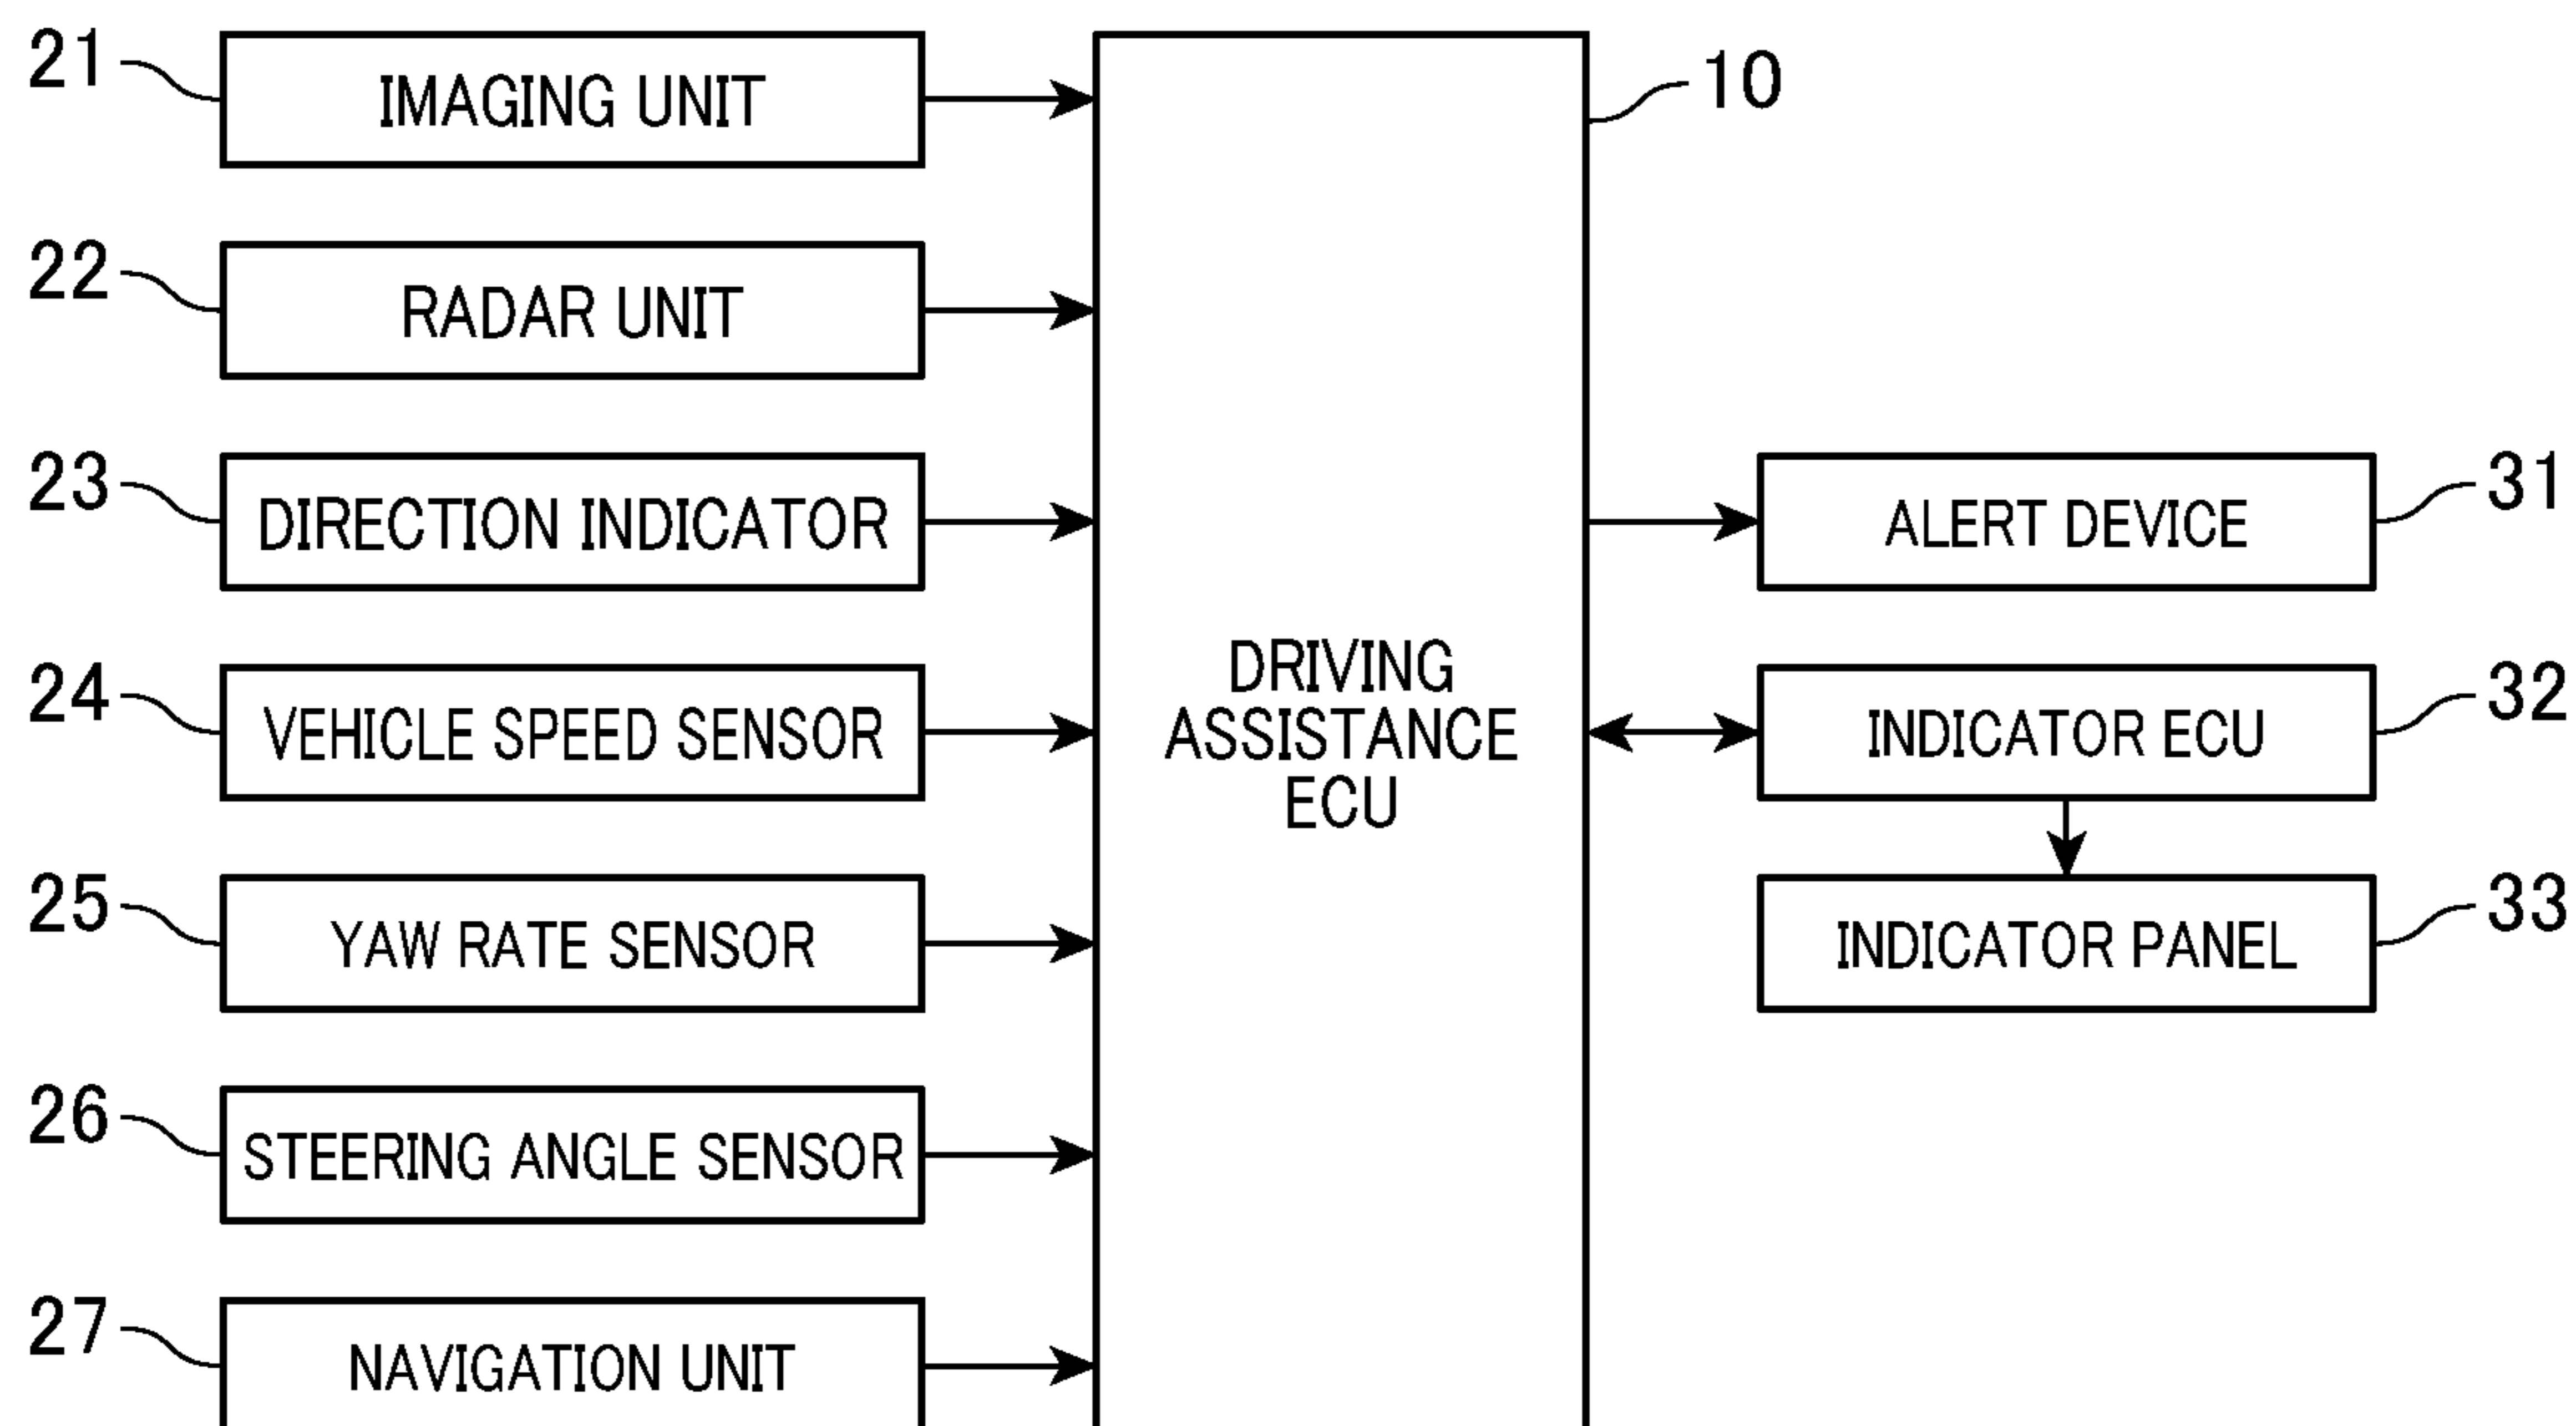 21
IMAGING UNIT
10
22
RADAR UNIT
23
DIRECTION INDICATOR
31
ALERT DEVICE
24
VEHICLE SPEED SENSOR
DRIVING
ASSISTANCE
ECU
32
INDICATOR ECU
25
YAW RATE SENSOR
33
INDICATOR PANEL
26
STEERING ANGLE SENSOR
27
NAVIGATION UNIT